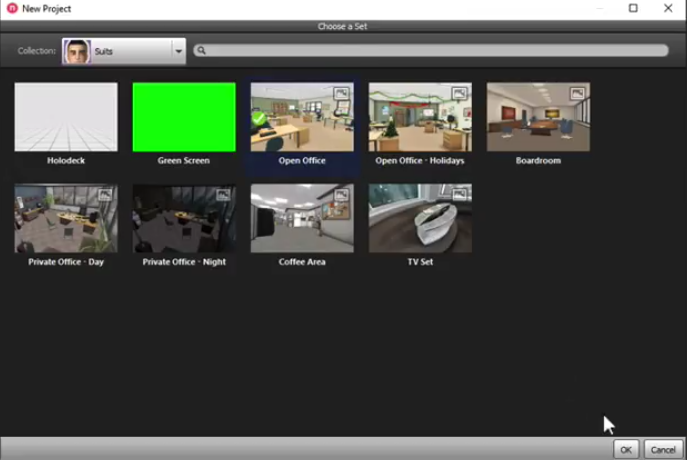 New Project
Choose a Set
Collection: Suits
Holodeck
Green Screen
Open Office
Open Office - Holidays
Boardroom
Private Office - Day
Private Office - Night
Coffee Area
TV Set
OK
Cancel